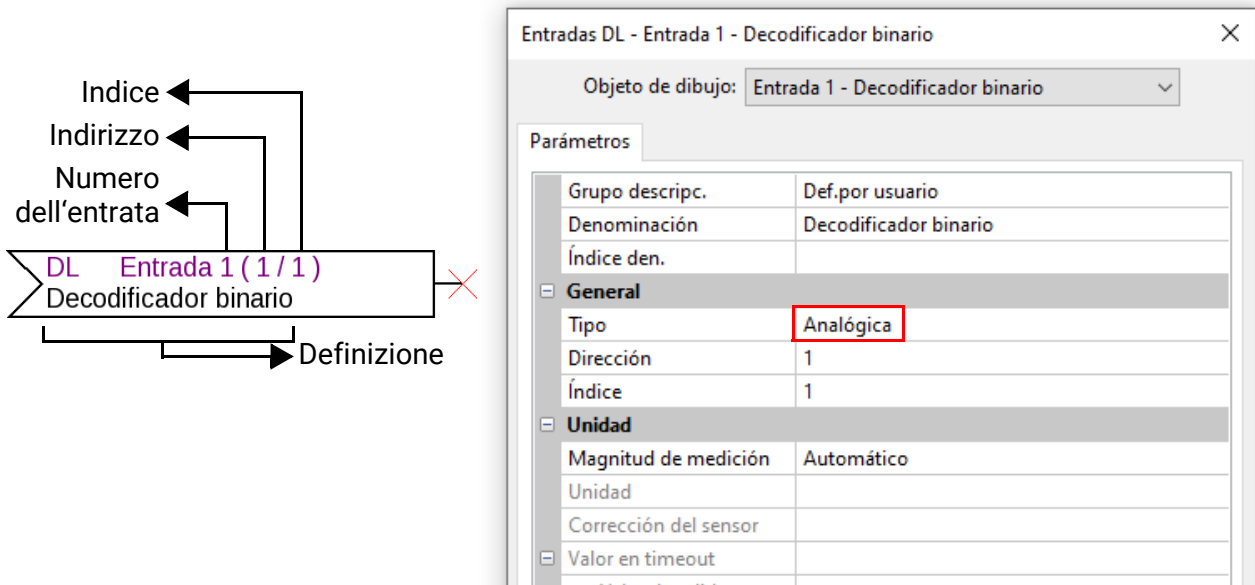 Indice
Indirizzo
Numero
dell‘entrata
DL Entrada 1 ( 1 / 1 )
Decodificador binario
Definizione
Entradas DL - Entrada 1 - Decodificador binario
Objeto de dibujo: Entrada 1 - Decodificador binario
Parámetros
Grupo descripc. Def.por usuario
Denominación Decodificador binario
Índice den.
General
Tipo Analógica
Dirección 1
Índice 1
Unidad
Magnitud de medición Automático
Unidad
Corrección del sensor
Valor en timeout